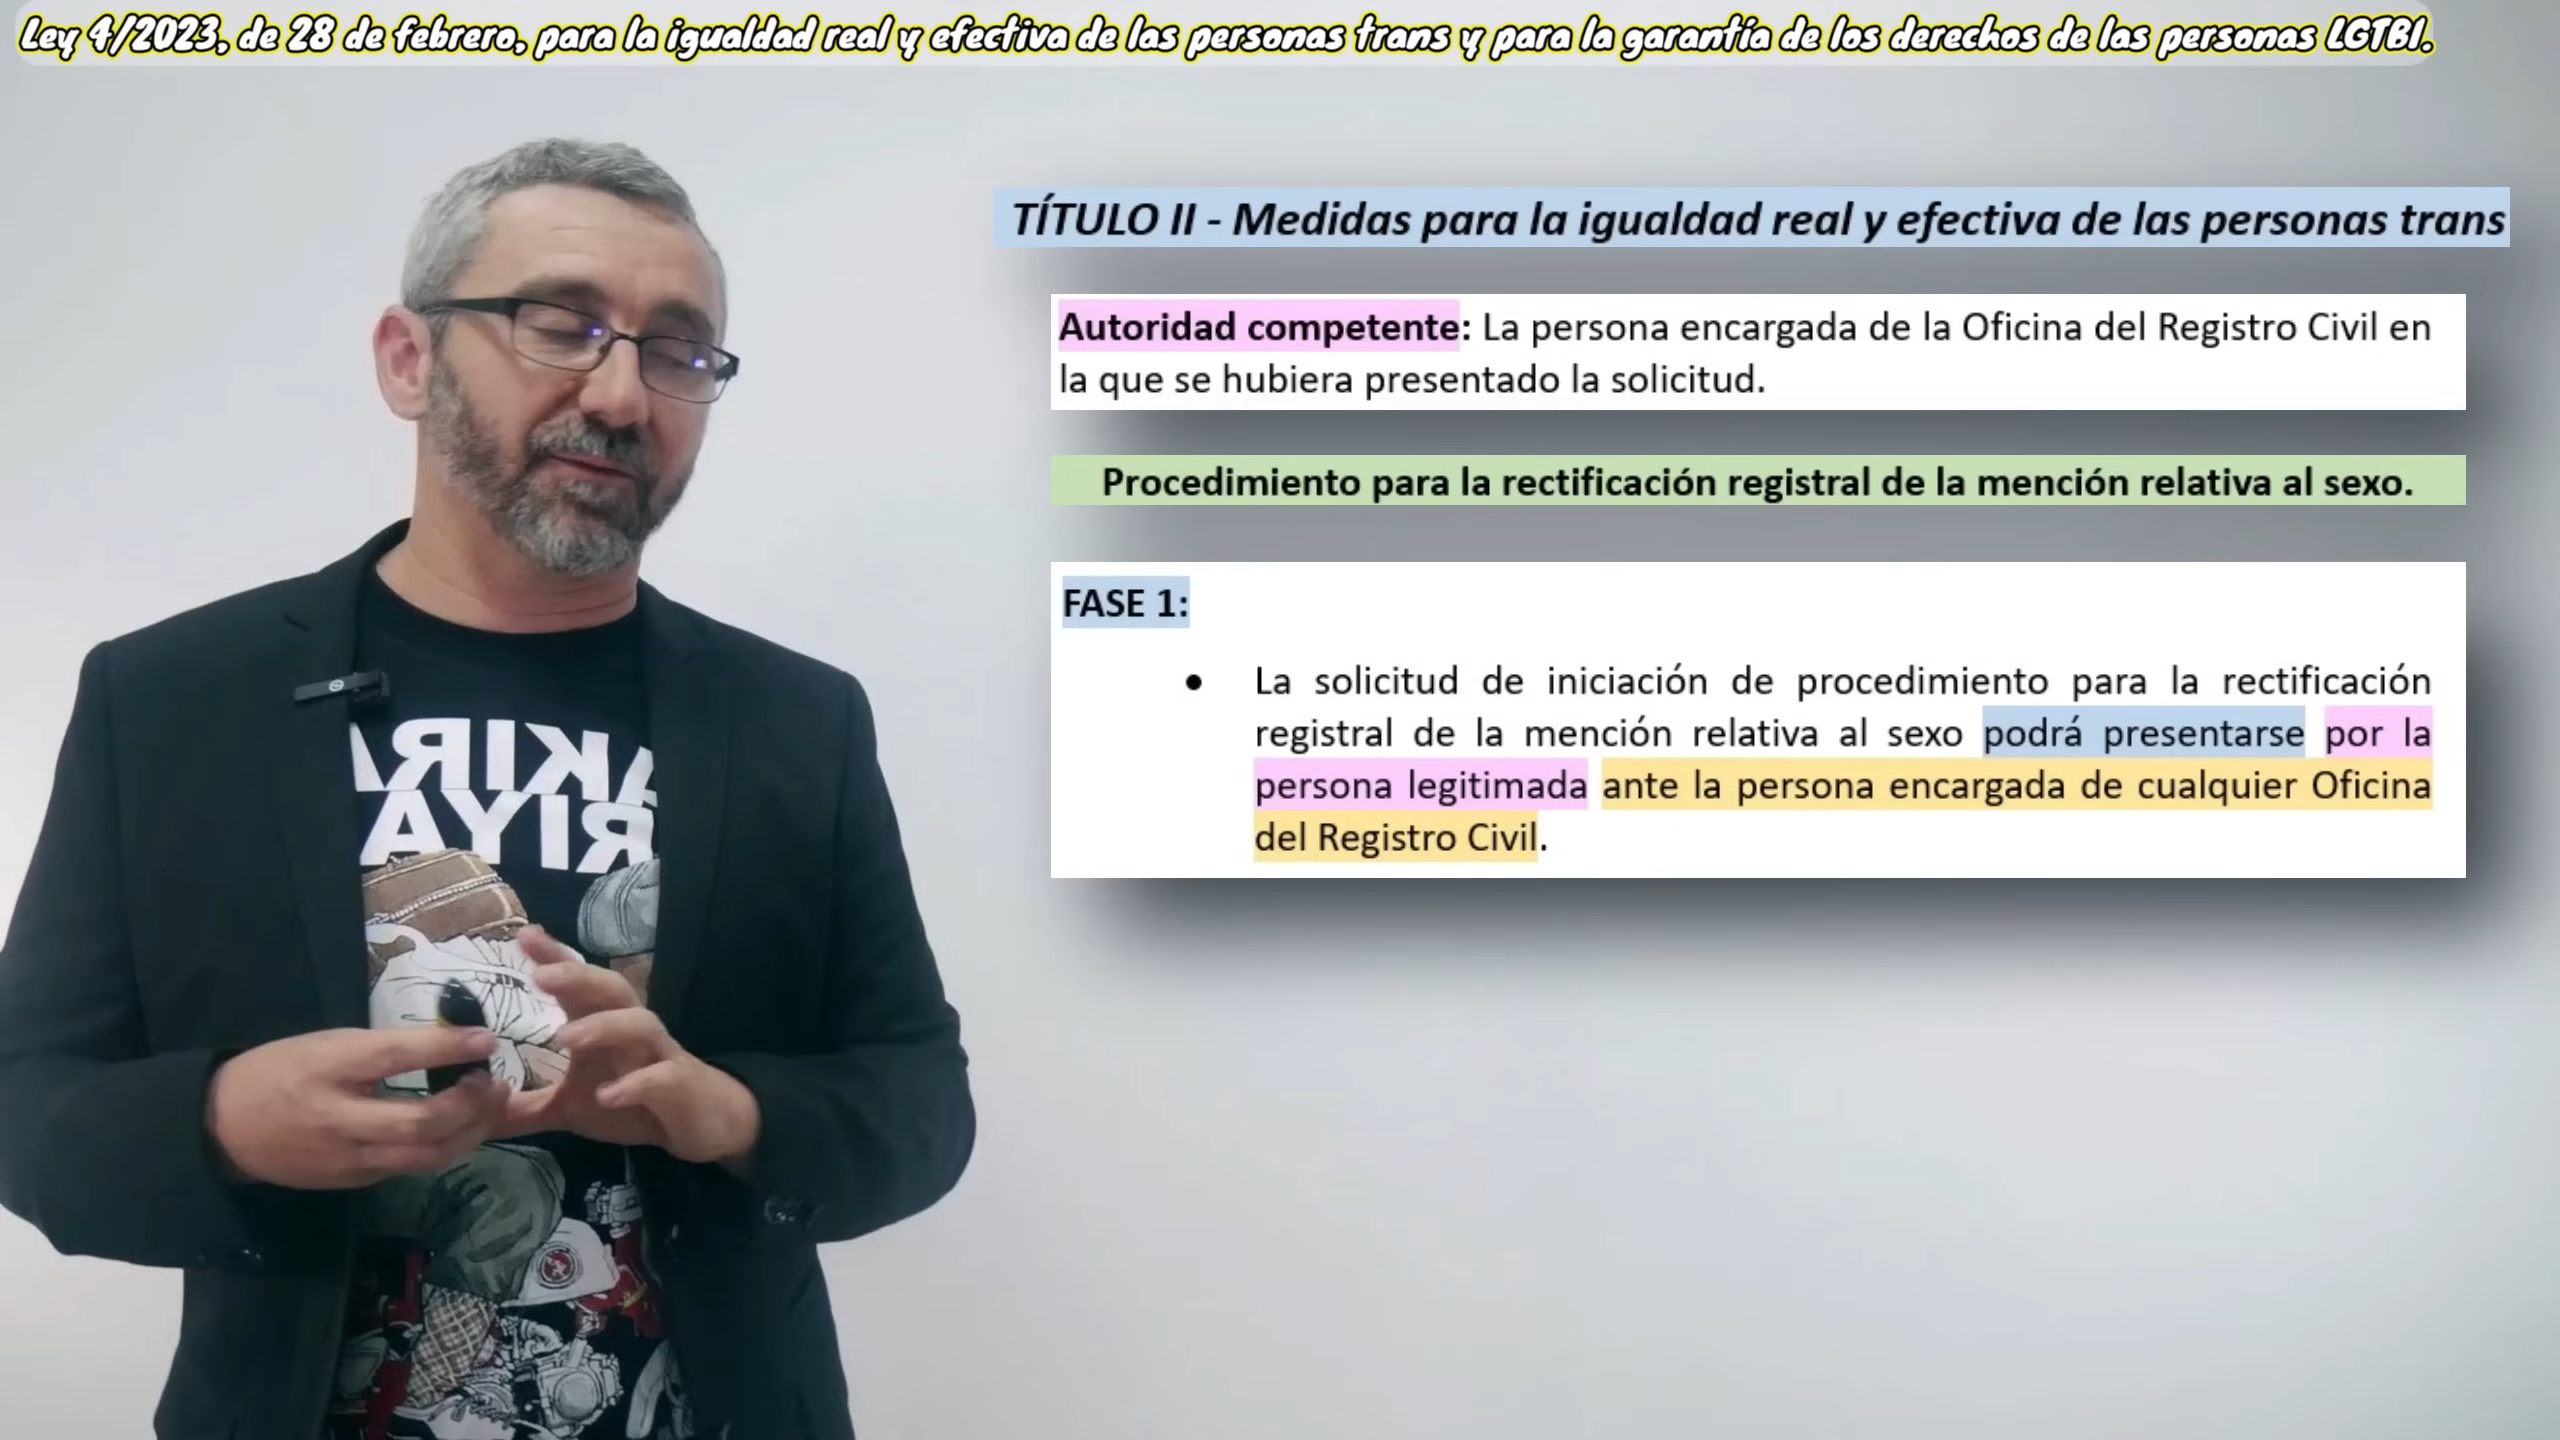 Ley 4/2023, de 28 de febrero, para la igualdad real y efectiva de las personas trans y para la garantía de los derechos de las personas LGTBI.
TÍTULO II - Medidas para la igualdad real y efectiva de las personas trans
Autoridad competente: La persona encargada de la Oficina del Registro Civil en
la que se hubiera presentado la solicitud.
Procedimiento para la rectificación registral de la mención relativa al sexo.
FASE 1:
● La solicitud de iniciación de procedimiento para la rectificación
registral de la mención relativa al sexo podrá presentarse por la
persona legitimada ante la persona encargada de cualquier Oficina
del Registro Civil.
AKIRA
RIYA